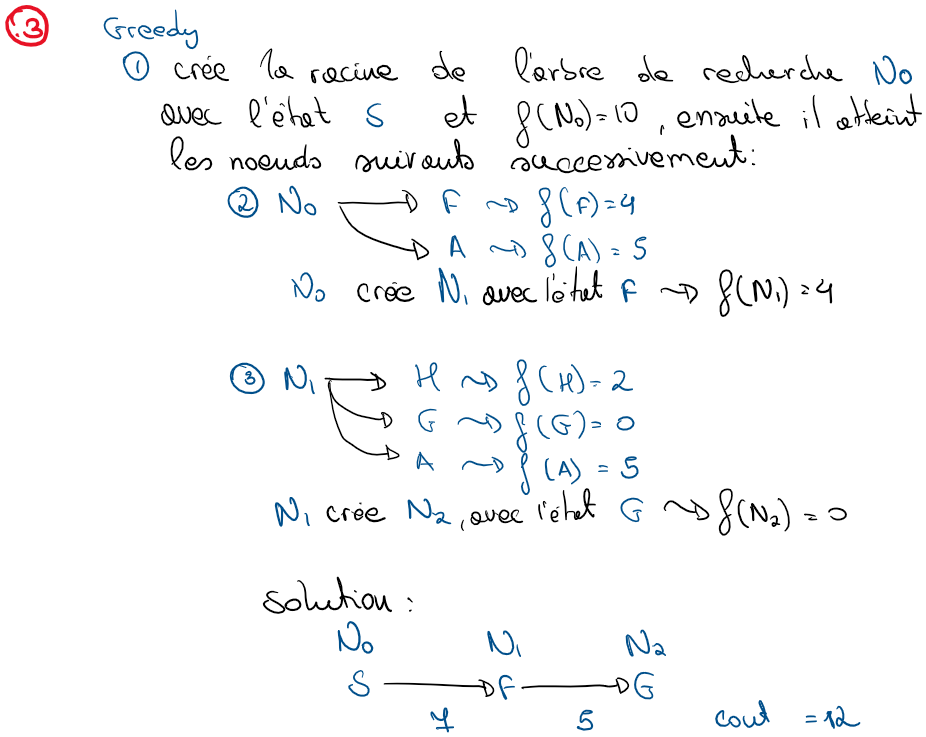 .3 Greedy
① crée la racine de l'arbre de recherche N₀
avec l'état S et f(N₀)=10, ensuite il atteint
les noeuds suivants successivement:
② N₀ → F ⇝ f(F)=4
→ A ⇝ f(A)=5
N₀ crée N₁ avec l'état F ⇝ f(N₁)=4
③ N₁ → H ⇝ f(H)=2
→ G ⇝ f(G)=0
→ A ⇝ f(A)=5
N₁ crée N₂, avec l'état G ⇝ f(N₂)=0
Solution:
N₀ N₁ N₂
S → F → G
7 5 cout =12